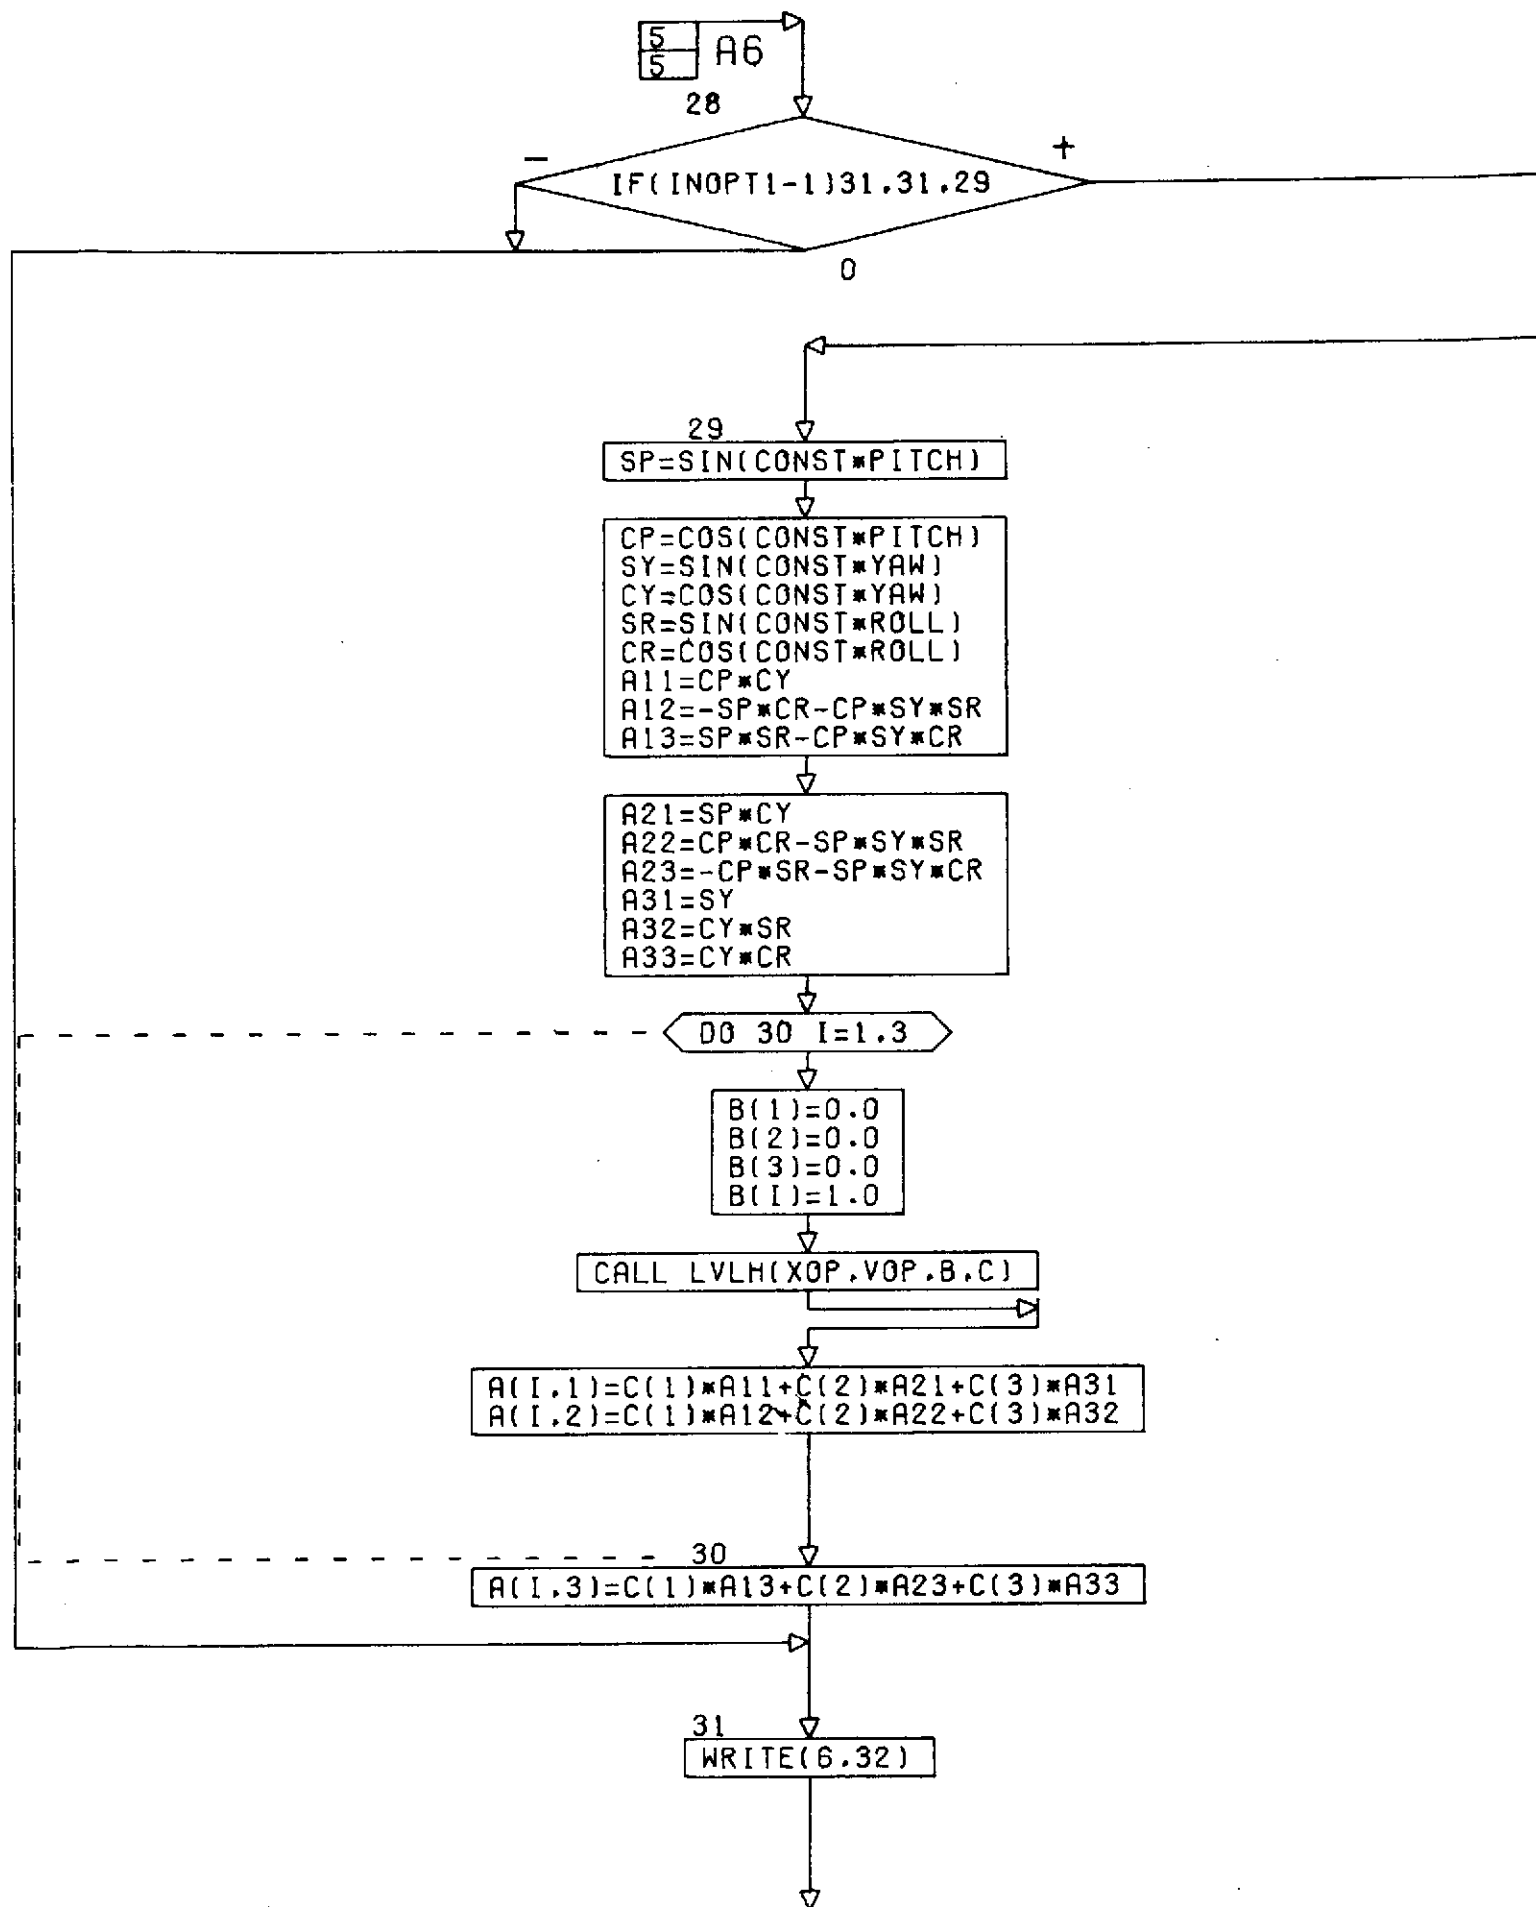 5
5
A6
28
-
+
IF(INOPT1-1)31,31,29
0
29
SP=SIN(CONST*PITCH)
CP=COS(CONST*PITCH)
SY=SIN(CONST*YAW)
CY=COS(CONST*YAW)
SR=SIN(CONST*ROLL)
CR=COS(CONST*ROLL)
A11=CP*CY
A12=-SP*CR-CP*SY*SR
A13=SP*SR-CP*SY*CR
A21=SP*CY
A22=CP*CR-SP*SY*SR
A23=-CP*SR-SP*SY*CR
A31=SY
A32=CY*SR
A33=CY*CR
DO 30 I=1,3
B(1)=0.0
B(2)=0.0
B(3)=0.0
B(I)=1.0
CALL LVLH(XOP,VOP,B,C)
A(I,1)=C(1)*A11+C(2)*A21+C(3)*A31
A(I,2)=C(1)*A12+C(2)*A22+C(3)*A32
30
A(I,3)=C(1)*A13+C(2)*A23+C(3)*A33
31
WRITE(6,32)